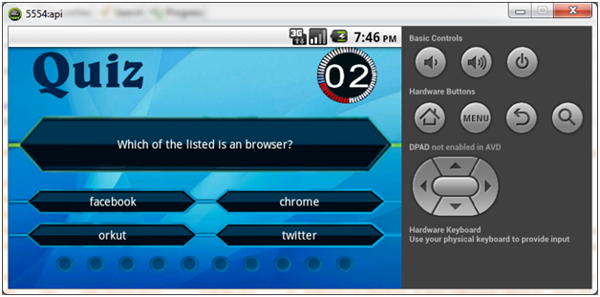 5554:api
3G
7:46 PM
Quiz
02
Which of the listed is an browser?
facebook
chrome
orkut
twitter
Basic Controls
Hardware Buttons
MENU
DPAD not enabled in AVD
Hardware Keyboard
Use your physical keyboard to provide input